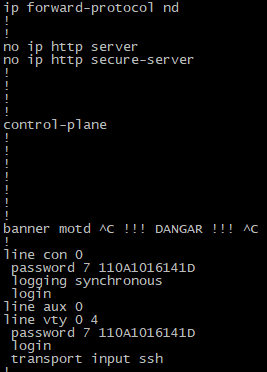 ip forward-protocol nd
!
!
no ip http server
no ip http secure-server
!
!
!
!
control-plane
!
!
!
!
!
!
!
banner motd ^C !!! DANGAR !!! ^C
!
line con 0
 password 7 110A1016141D
 logging synchronous
 login
line aux 0
line vty 0 4
 password 7 110A1016141D
 login
 transport input ssh
!